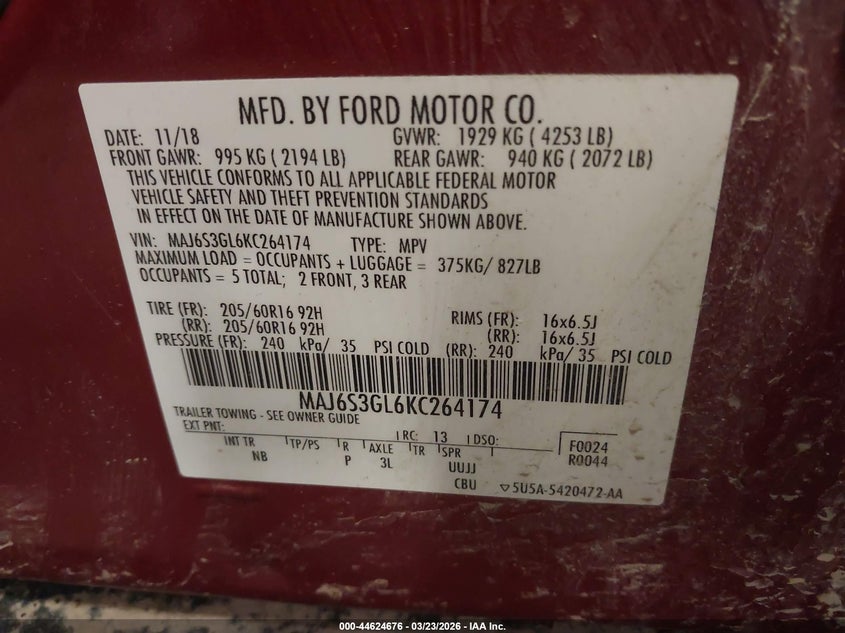 MFD. BY FORD MOTOR CO.
DATE: 11/18 GVWR: 1929 KG ( 4253 LB)
FRONT GAWR: 995 KG ( 2194 LB) REAR GAWR: 940 KG ( 2072 LB)
THIS VEHICLE CONFORMS TO ALL APPLICABLE FEDERAL MOTOR
VEHICLE SAFETY AND THEFT PREVENTION STANDARDS
IN EFFECT ON THE DATE OF MANUFACTURE SHOWN ABOVE.
VIN: MAJ6S3GL6KC264174 TYPE: MPV
MAXIMUM LOAD = OCCUPANTS + LUGGAGE = 375KG/ 827LB
OCCUPANTS = 5 TOTAL; 2 FRONT, 3 REAR
TIRE (FR): 205/60R16 92H RIMS (FR): 16x6.5J
(RR): 205/60R16 92H (RR): 16x6.5J
PRESSURE (FR): 240 kPa/ 35 PSI COLD (RR): 240 kPa/ 35 PSI COLD
MAJ6S3GL6KC264174
TRAILER TOWING - SEE OWNER GUIDE
EXT PNT: RC: 13 DSO: F0024
INT TR TP/PS R AXLE TR SPR R0044
NB P 3L UUJJ
CBU 5U5A-5420472-AA
000-44624676 — 03/23/2026 - IAA Inc.